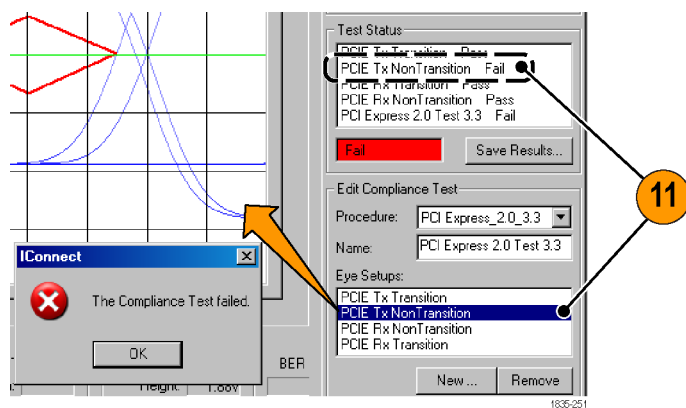 Test Status
PCIE Tx Transition Pass
PCIE Tx NonTransition Fail
PCIE Rx Transition Pass
PCIE Rx NonTransition Pass
PCI Express 2.0 Test 3.3 Fail
Fail
Save Results...
11
Edit Compliance Test
Procedure: PCI Express_2.0_3.3
Name: PCI Express 2.0 Test 3.3
Eye Setups:
PCIE Tx Transition
PCIE Tx NonTransition
PCIE Rx NonTransition
PCIE Rx Transition
New ...
Remove
IConnect
The Compliance Test failed.
OK
BER
Height: 1.88V
1835-251